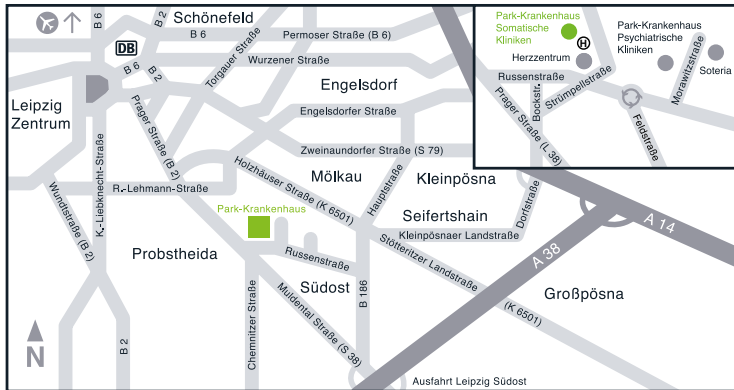 B 6
Schönefeld
B 2
B 6
Permoser Straße (B 6)
DB
B 6
B 2
Torgauer Straße
Wurzener Straße
Engelsdorf
Leipzig
Zentrum
Prager Straße (B 2)
Engelsdorfer Straße
Zweinaundorfer Straße (S 79)
K.-Liebknecht-Straße
R.-Lehmann-Straße
Wundtstraße (B 2)
Holzhäuser Straße (K 6501)
Mölkau
Hauptstraße
Kleinpösna
Seifertshain
Dorfstraße
Kleinpösnaer Landstraße
Park-Krankenhaus
Probstheida
Russenstraße
Südost
Stötteritzer Landstraße
(K 6501)
Großpösna
A 14
A 38
B 186
B 2
Chemnitzer Straße
Muldental Straße (S 38)
N
Ausfahrt Leipzig Südost
Park-Krankenhaus
Somatische
Kliniken
H
Herzzentrum
Park-Krankenhaus
Psychiatrische
Kliniken
Soteria
Russenstraße
Bockstr.
Strümpellstraße
Morawitzstraße
Prager Straße (L 38)
Feldstraße